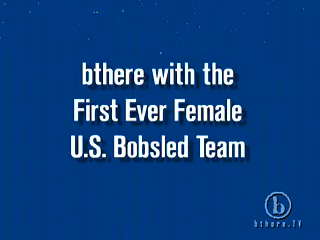 bthere with the
First Ever Female
U.S. Bobsled Team
b
bthere.TV